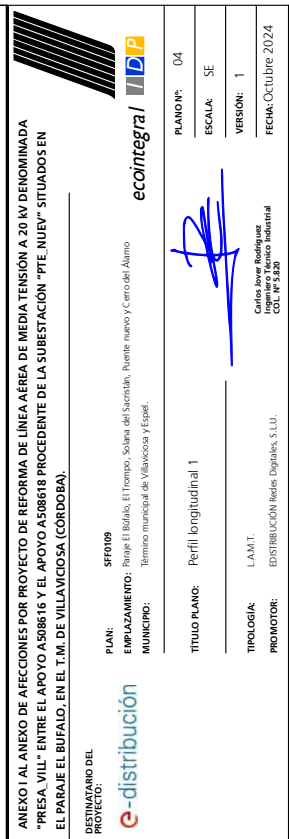 ANEXO I AL ANEXO DE AFECCIONES POR PROYECTO DE REFORMA DE LÍNEA AÉREA DE MEDIA TENSIÓN A 20 kV DENOMINADA
"PRESA_VILL" ENTRE EL APOYO A508616 Y EL APOYO A508618 PROCEDENTE DE LA SUBESTACIÓN "PTE_NUEV" SITUADOS EN
EL PARAJE EL BUFALO, EN EL T.M. DE VILLAVICIOSA (CÓRDOBA).
DESTINATARIO DEL
PROYECTO:
e-distribución
PLAN: SFF0109
EMPLAZAMIENTO: Paraje El Búfalo, El Trompo, Solana del Sacristán, Puente nuevo y Cerro del Álamo
MUNICIPIO: Término municipal de Villaviciosa y Espiel.
ecointegral IDP
TÍTULO PLANO: Perfil longitudinal 1
TIPOLOGÍA: L.A.M.T.
PROMOTOR: EDISTRIBUCIÓN Redes Digitales, S.L.U.
Carlos Jover Rodríguez
Ingeniero Técnico Industrial
COL. Nº 5.820
PLANO Nº: 04
ESCALA: SE
VERSIÓN: 1
FECHA: Octubre 2024